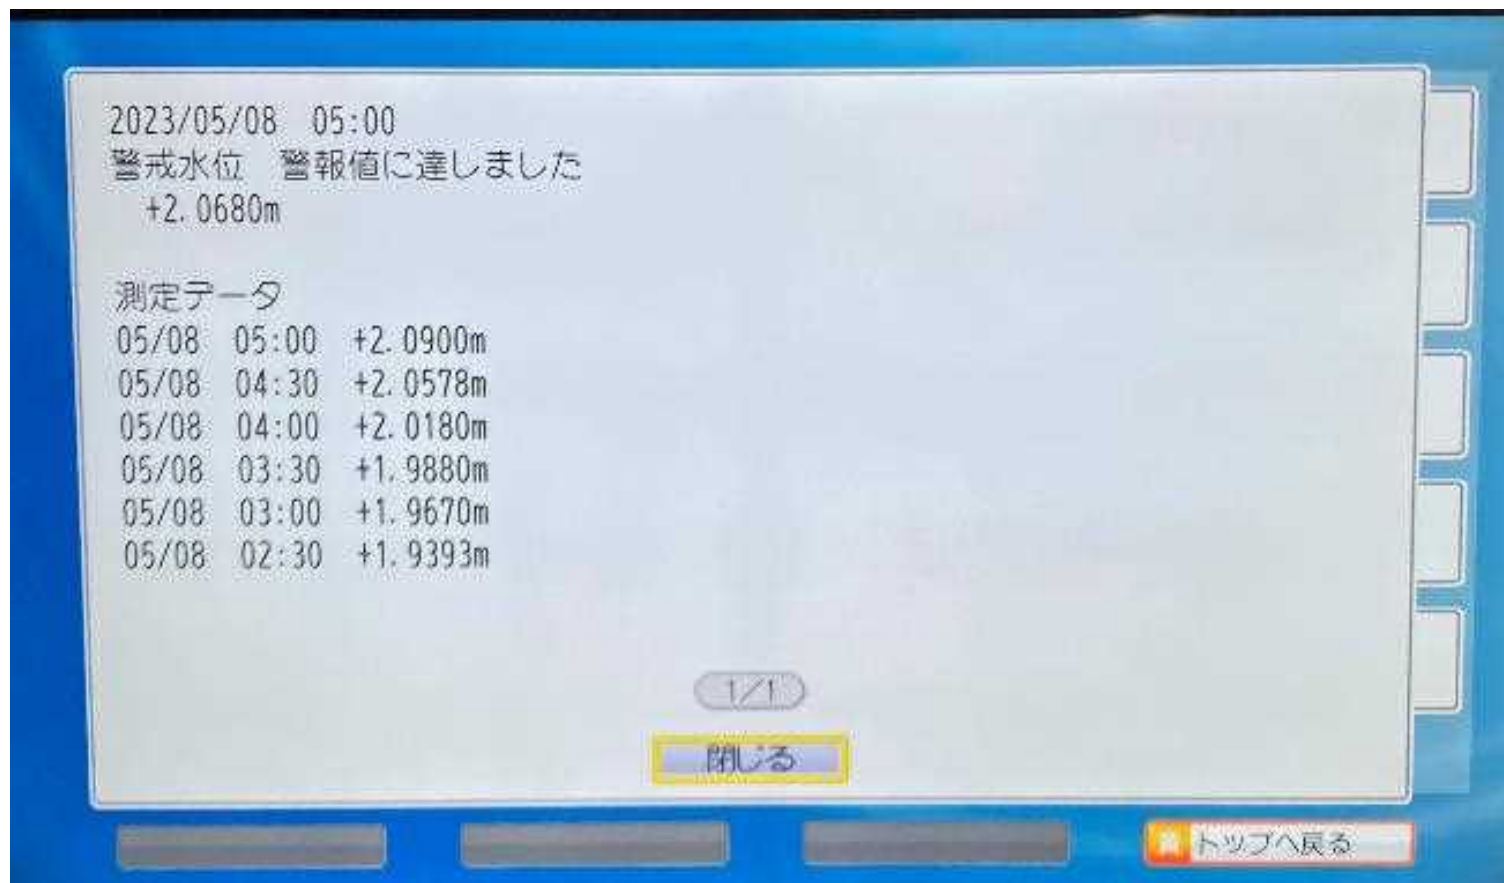 2023/05/08 05:00
警戒水位 警報値に達しました
+2.0680m
測定データ
05/08 05:00 +2.0900m
05/08 04:30 +2.0578m
05/08 04:00 +2.0180m
05/08 03:30 +1.9880m
05/08 03:00 +1.9670m
05/08 02:30 +1.9393m
1/1
閉じる
トップへ戻る